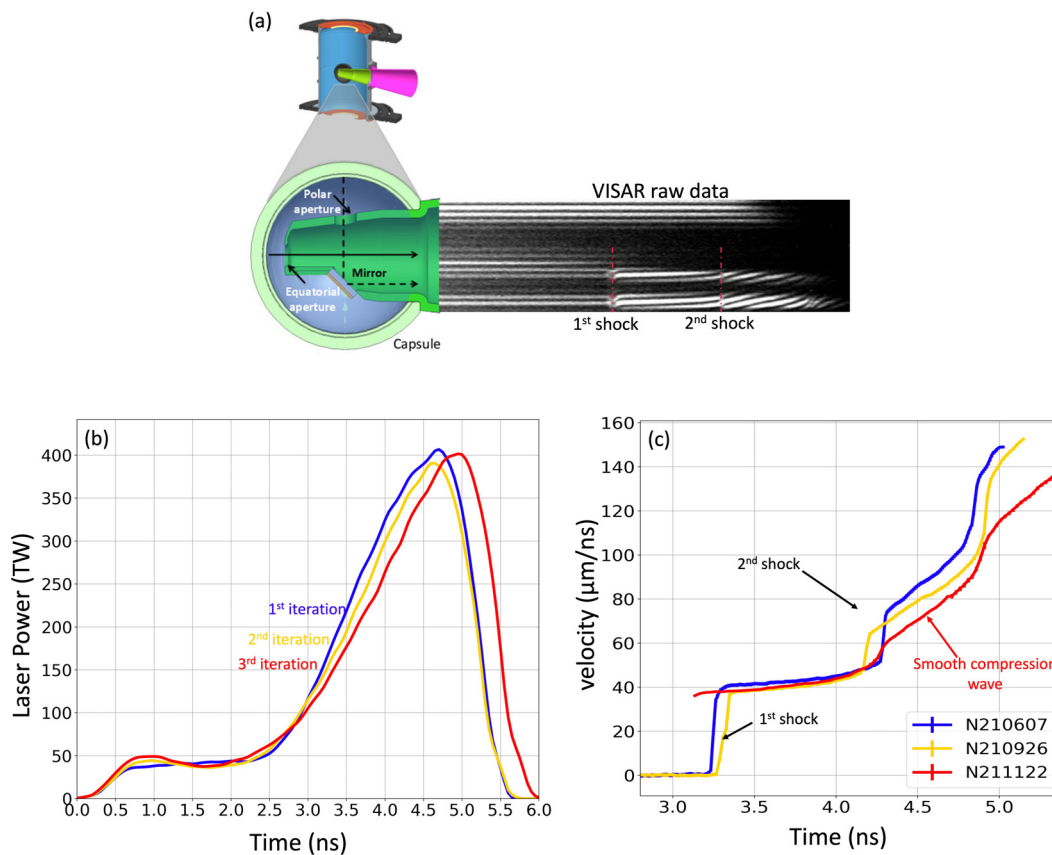 (a)
Polar
aperture
Mirror
Equatorial
aperture
Capsule
VISAR raw data
1st shock
2nd shock
(b)
Laser Power (TW)
400
350
300
250
200
150
100
50
0
0.0 0.5 1.0 1.5 2.0 2.5 3.0 3.5 4.0 4.5 5.0 5.5 6.0
Time (ns)
1st iteration
2nd iteration
3rd iteration
(c)
velocity (μm/ns)
160
140
120
100
80
60
40
20
0
3.0 3.5 4.0 4.5 5.0
Time (ns)
2nd shock
1st shock
Smooth compression
wave
N210607
N210926
N211122